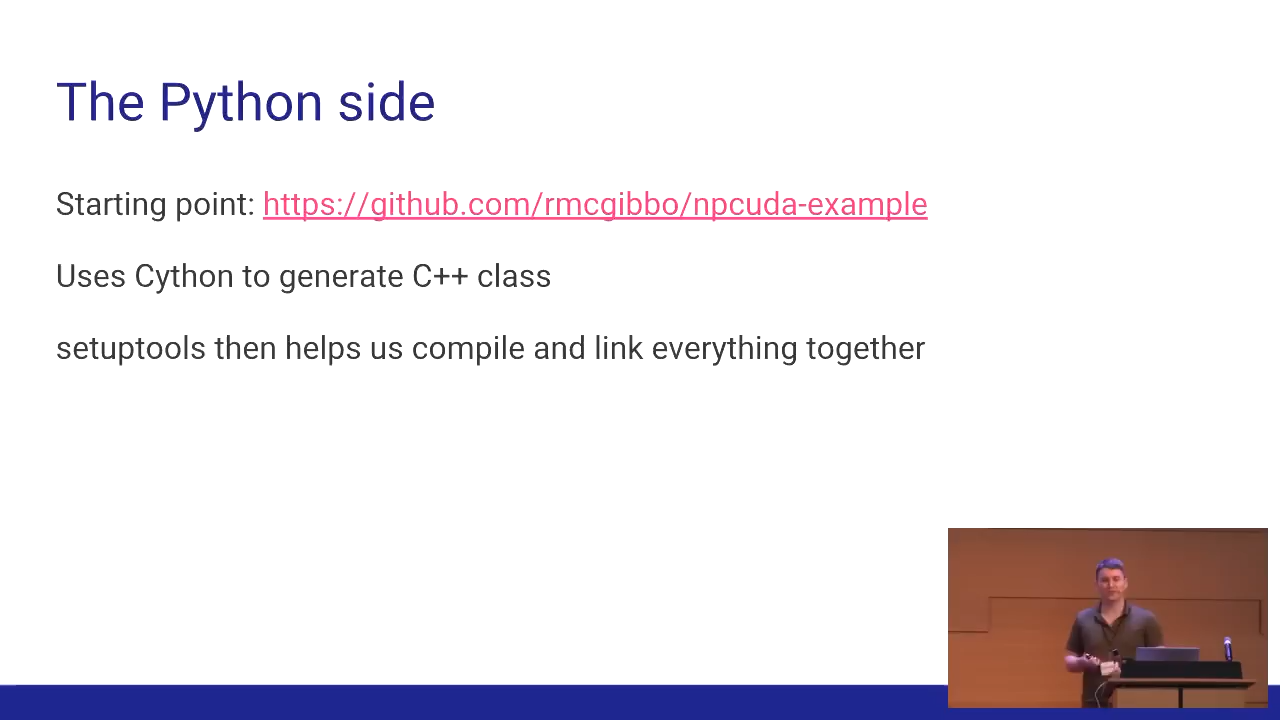 The Python side
Starting point: https://github.com/rmcgibbo/npcuda-example
Uses Cython to generate C++ class
setuptools then helps us compile and link everything together